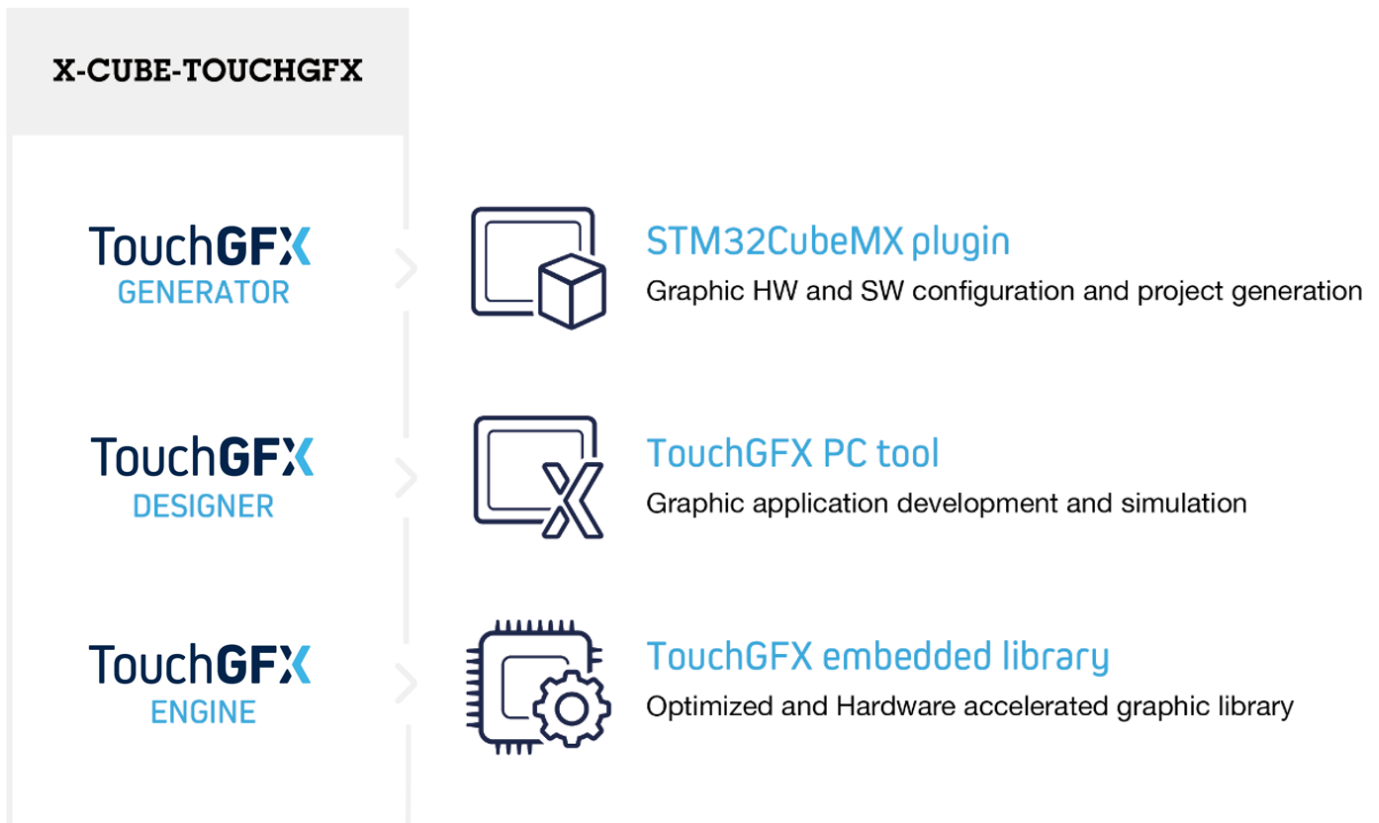 X-CUBE-TOUCHGFX
TouchGFX
GENERATOR
STM32CubeMX plugin
Graphic HW and SW configuration and project generation
TouchGFX
DESIGNER
TouchGFX PC tool
Graphic application development and simulation
TouchGFX
ENGINE
TouchGFX embedded library
Optimized and Hardware accelerated graphic library